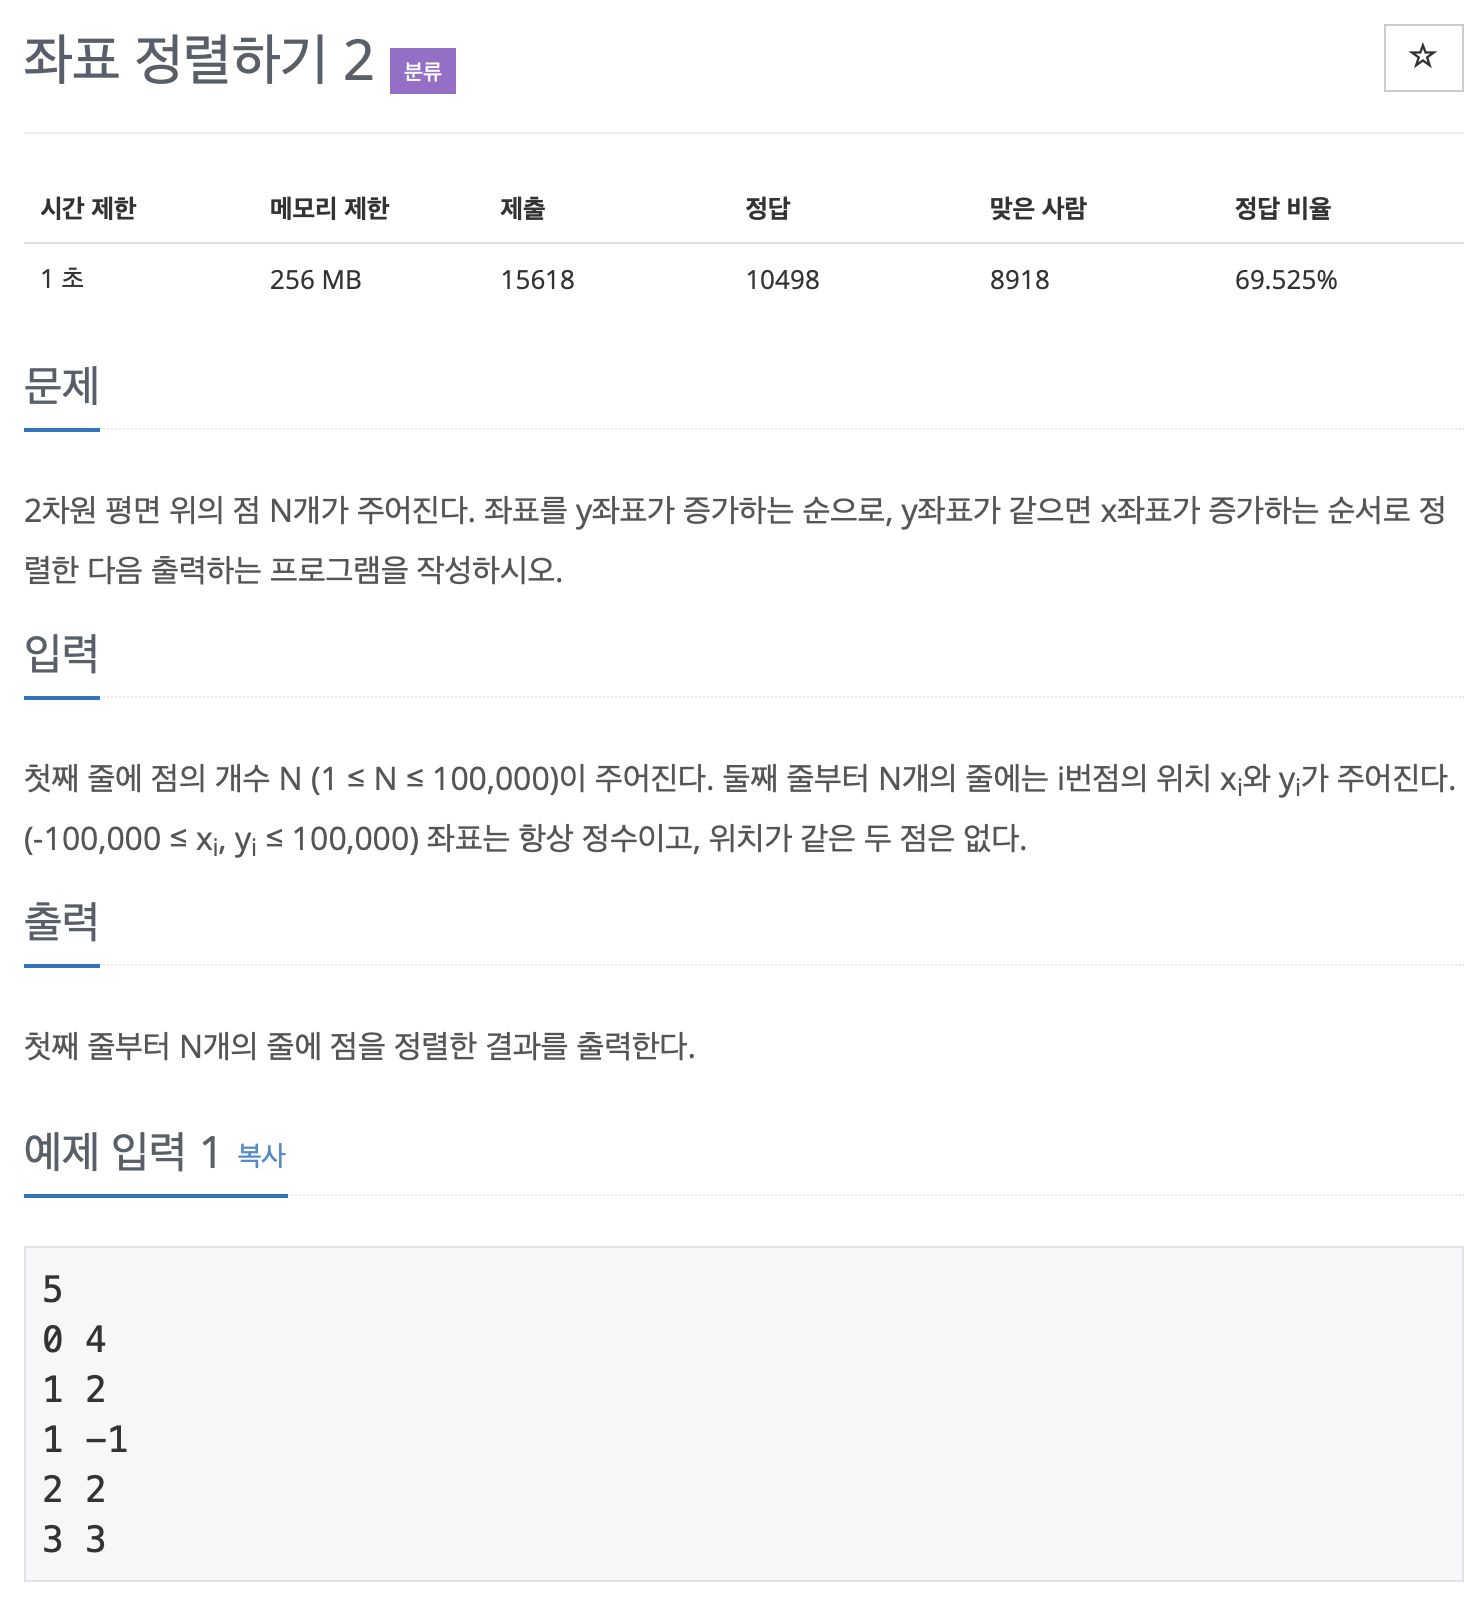 좌표 정렬하기 2 분류
☆
시간 제한 메모리 제한 제출 정답 맞은 사람 정답 비율
1 초 256 MB 15618 10498 8918 69.525%
문제
2차원 평면 위의 점 N개가 주어진다. 좌표를 y좌표가 증가하는 순으로, y좌표가 같으면 x좌표가 증가하는 순서로 정
렬한 다음 출력하는 프로그램을 작성하시오.
입력
첫째 줄에 점의 개수 N (1 ≤ N ≤ 100,000)이 주어진다. 둘째 줄부터 N개의 줄에는 i번점의 위치 xᵢ와 yᵢ가 주어진다.
(-100,000 ≤ xᵢ, yᵢ ≤ 100,000) 좌표는 항상 정수이고, 위치가 같은 두 점은 없다.
출력
첫째 줄부터 N개의 줄에 점을 정렬한 결과를 출력한다.
예제 입력 1 복사
5
0 4
1 2
1 -1
2 2
3 3